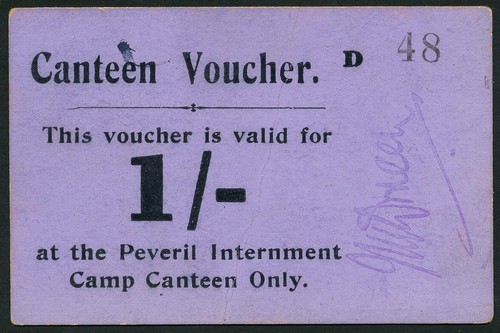 Canteen Voucher. D 48
This voucher is valid for
1/-
at the Peveril Internment
Camp Canteen Only.